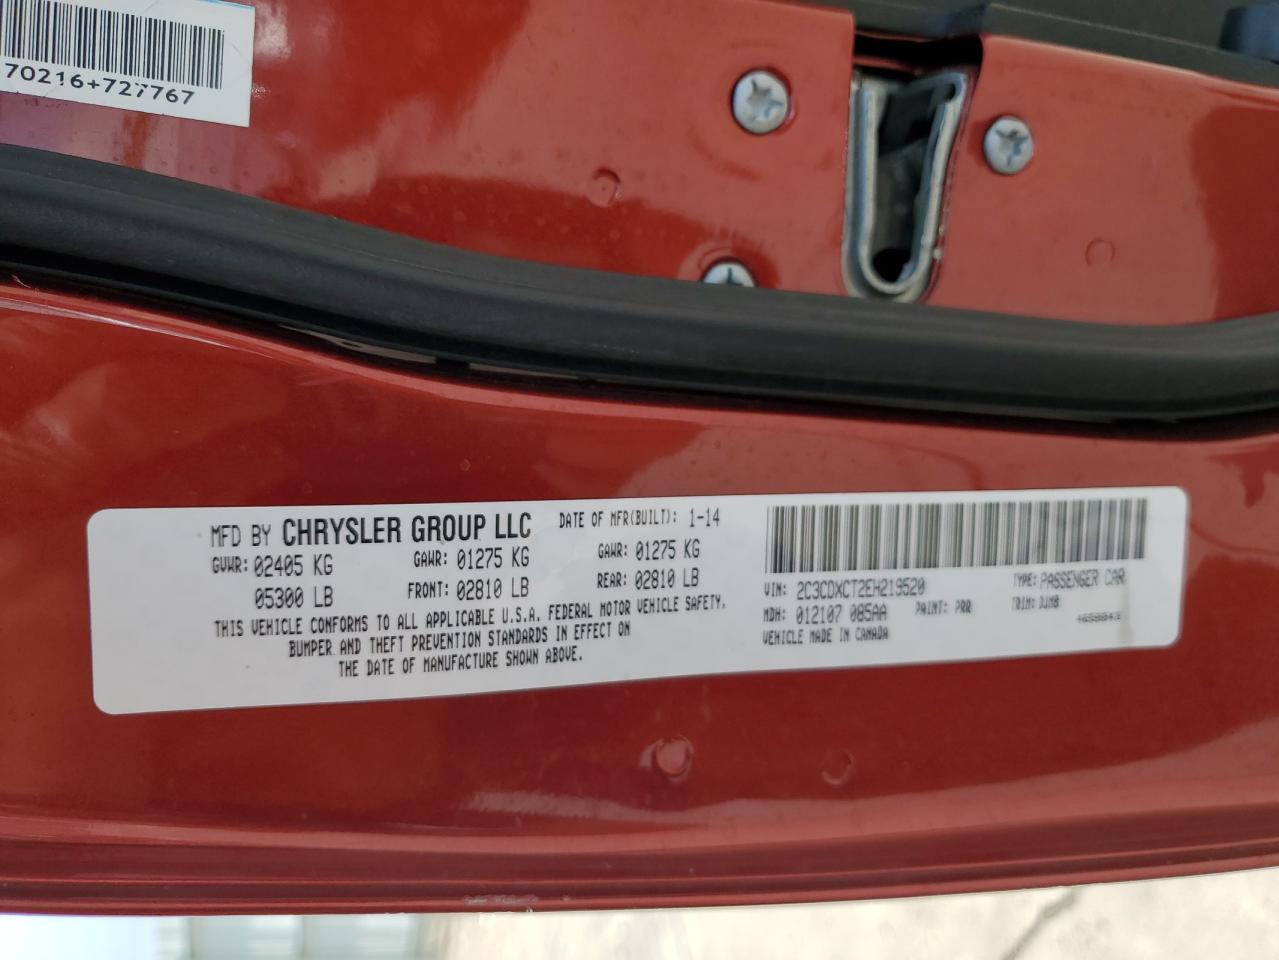 70216+727767
MFD BY CHRYSLER GROUP LLC DATE OF MFR(BUILT): 1-14
GVWR: 02405 KG GAWR: 01275 KG GAWR: 01275 KG
05300 LB FRONT: 02810 LB REAR: 02810 LB
THIS VEHICLE CONFORMS TO ALL APPLICABLE U.S.A. FEDERAL MOTOR VEHICLE SAFETY,
BUMPER AND THEFT PREVENTION STANDARDS IN EFFECT ON
THE DATE OF MANUFACTURE SHOWN ABOVE.
VIN: 2C3CDXCT2EH219520 TYPE: PASSENGER CAR
MDH: 012107 085AA PAINT: PRR TRIM: DJM8
VEHICLE MADE IN CANADA